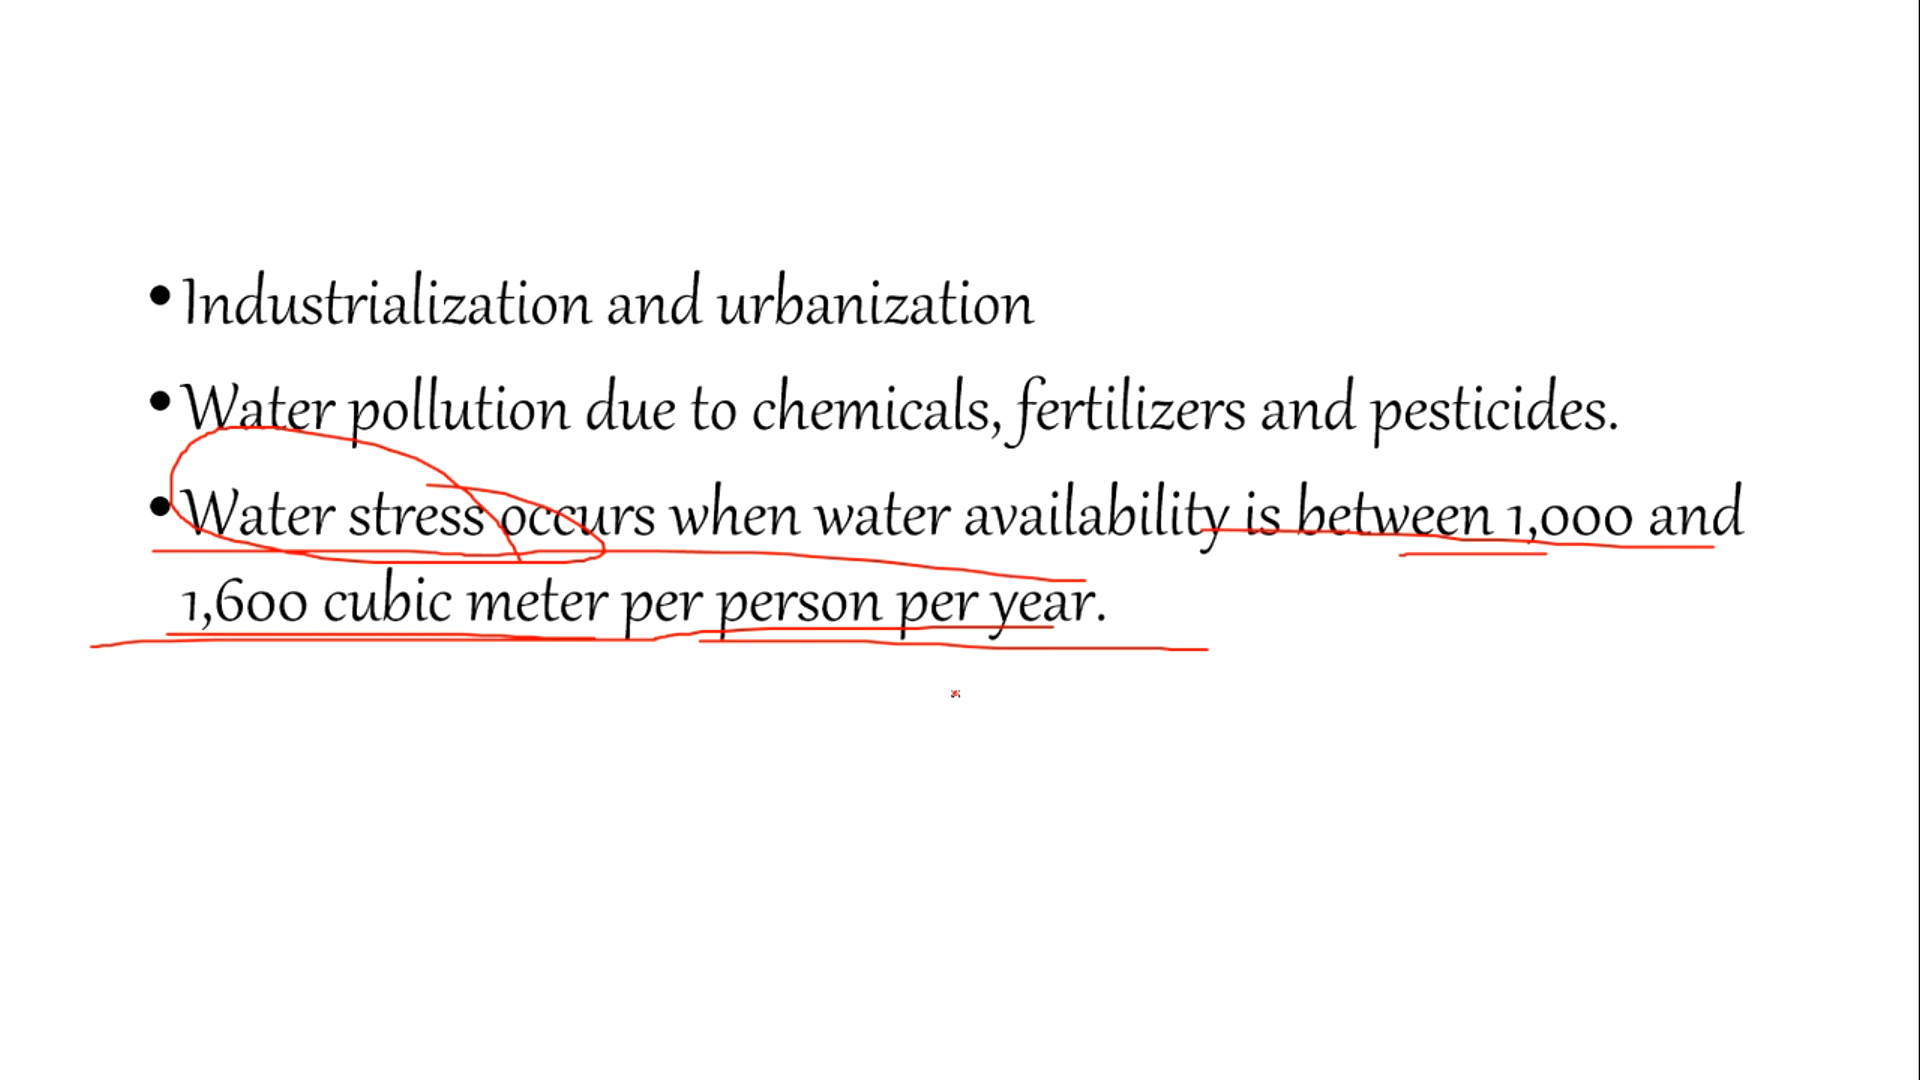 • Industrialization and urbanization
• Water pollution due to chemicals, fertilizers and pesticides.
• Water stress occurs when water availability is between 1,000 and
1,600 cubic meter per person per year.